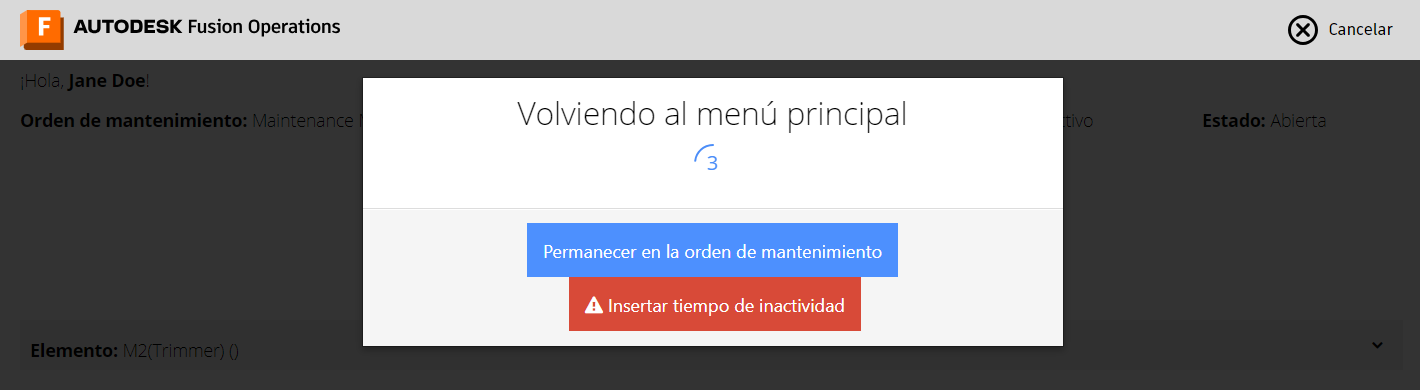 AUTODESK Fusion Operations
Cancelar
¡Hola, Jane Doe!
Orden de mantenimiento: Maintenance
Estado: Abierta
Volviendo al menú principal
3
Permanecer en la orden de mantenimiento
Insertar tiempo de inactividad
Elemento: M2(Trimmer) ()